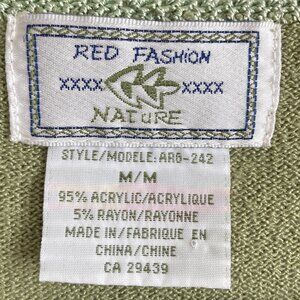 RED FASHION
XXXX XXXX
NATURE
STYLE/MODELE: AR6-242
M/M
95% ACRYLIC/ACRYLIQUE
5% RAYON/RAYONNE
MADE IN/FABRIQUE EN
CHINA/CHINE
CA 29439